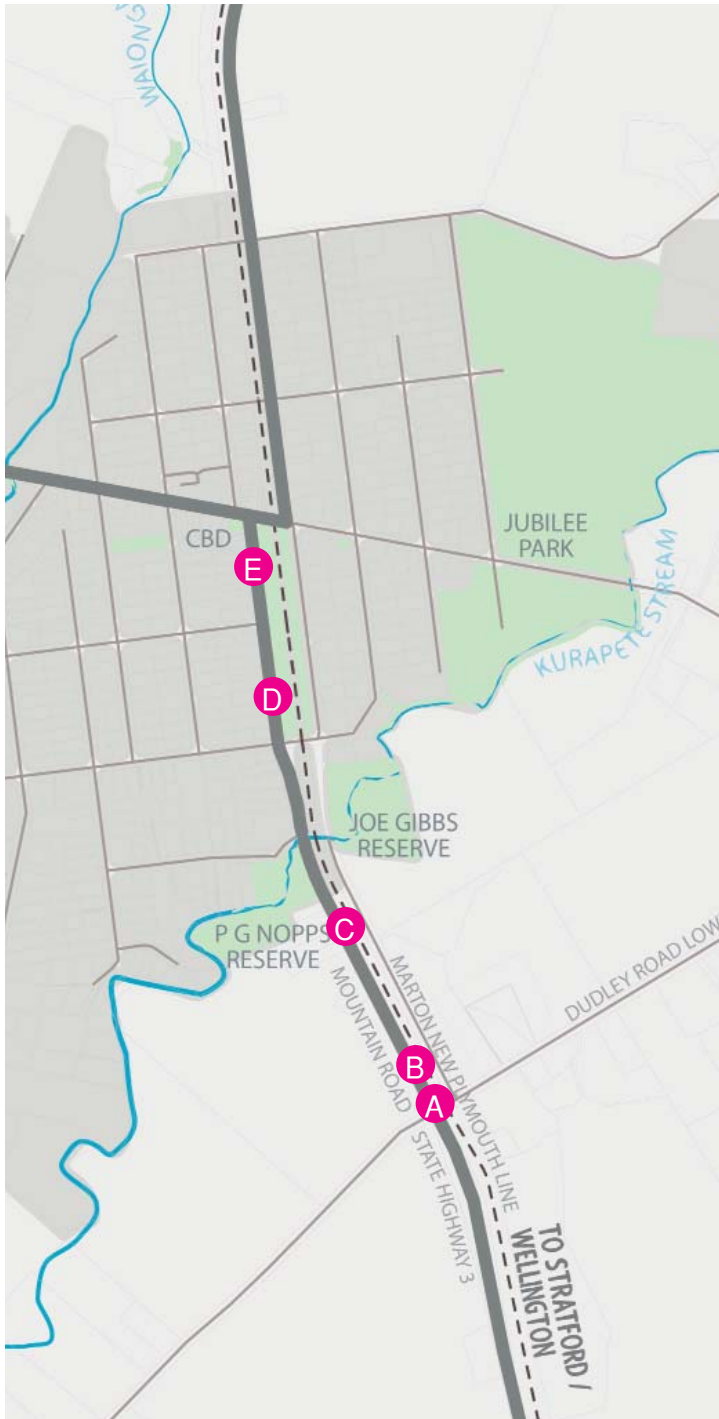 WAIONG
CBD
JUBILEE
PARK
KURAPETE STREAM
E
D
JOE GIBBS
RESERVE
C
P G NOPPS
RESERVE
MOUNTAIN ROAD
MARTON NEW PLYMOUTH LINE
DUDLEY ROAD LOW
B
A
STATE HIGHWAY 3
TO STRATFORD /
WELLINGTON